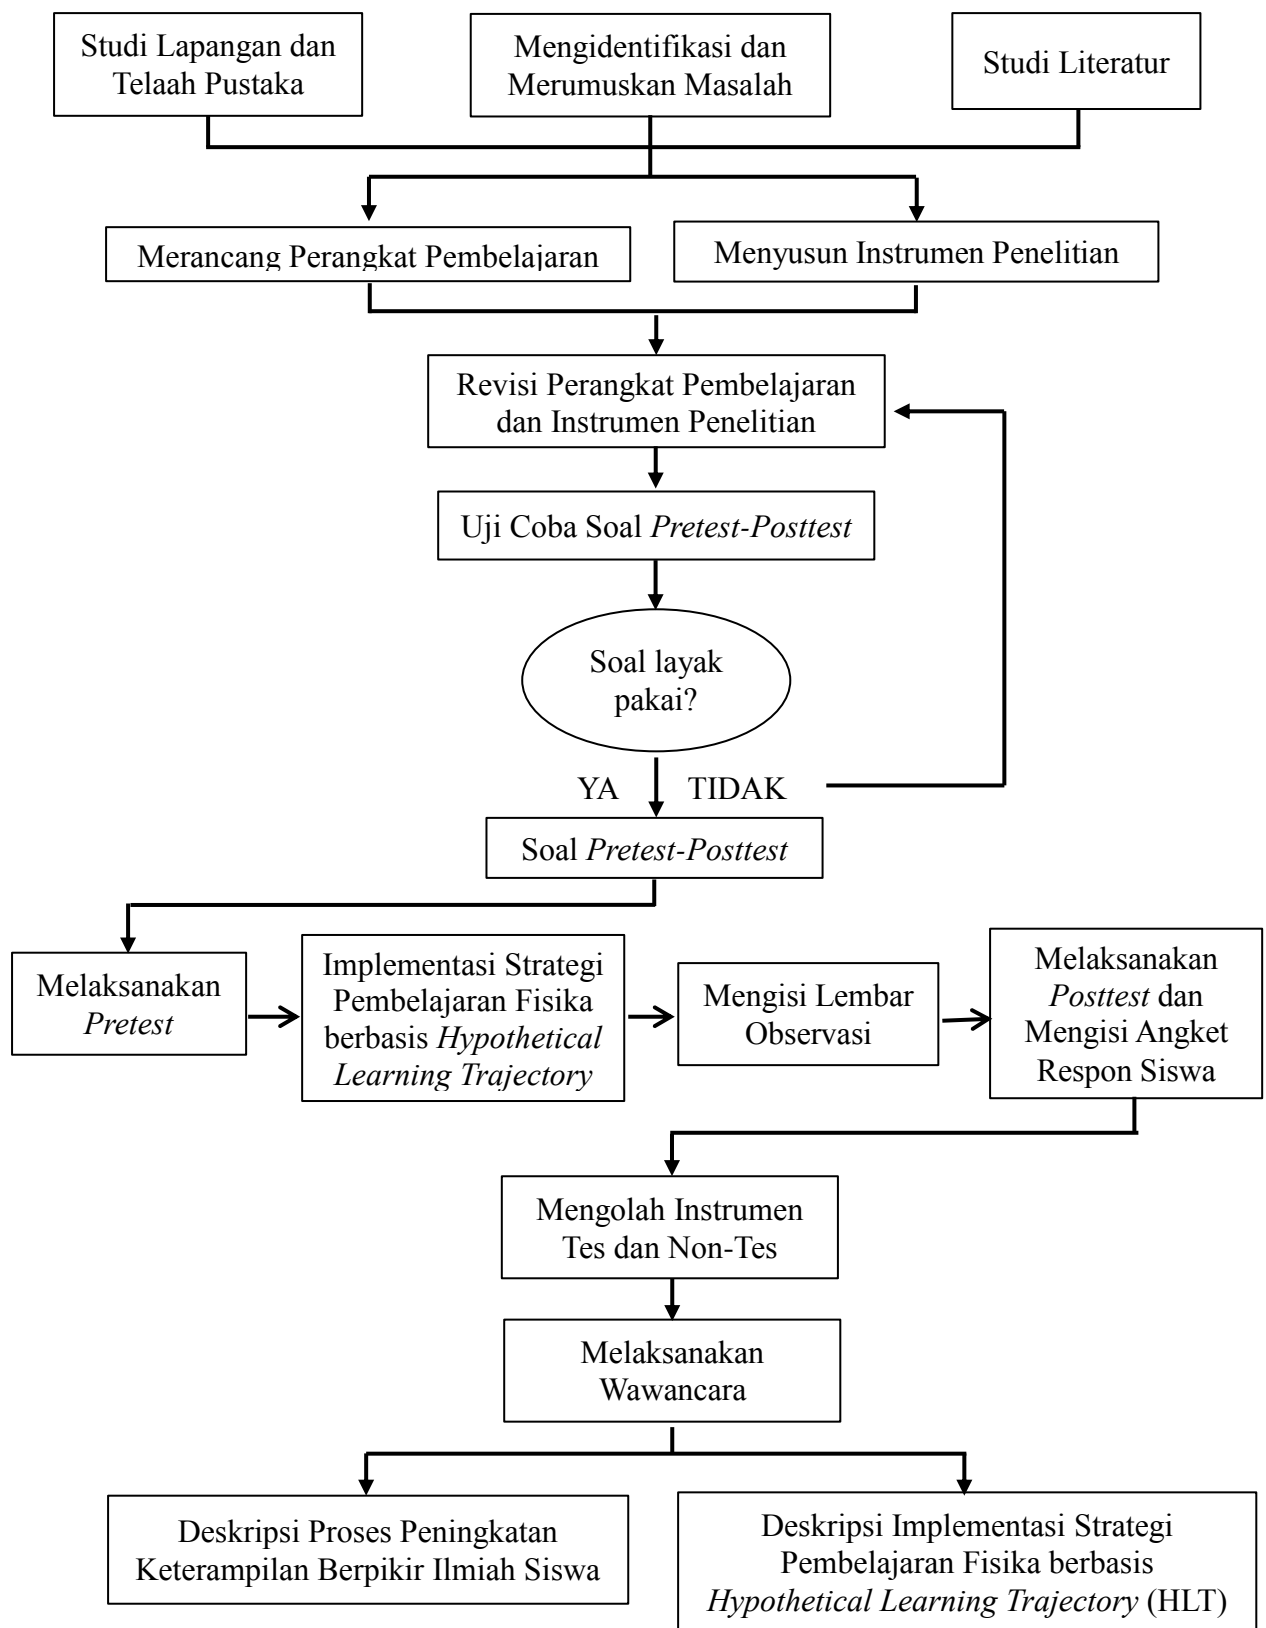 Studi Lapangan dan
Telaah Pustaka
Mengidentifikasi dan
Merumuskan Masalah
Studi Literatur
Merancang Perangkat Pembelajaran
Menyusun Instrumen Penelitian
Revisi Perangkat Pembelajaran
dan Instrumen Penelitian
Uji Coba Soal Pretest-Posttest
Soal layak
pakai?
YA
TIDAK
Soal Pretest-Posttest
Melaksanakan
Pretest
Implementasi Strategi
Pembelajaran Fisika
berbasis Hypothetical
Learning Trajectory
Mengisi Lembar
Observasi
Melaksanakan
Posttest dan
Mengisi Angket
Respon Siswa
Mengolah Instrumen
Tes dan Non-Tes
Melaksanakan
Wawancara
Deskripsi Proses Peningkatan
Keterampilan Berpikir Ilmiah Siswa
Deskripsi Implementasi Strategi
Pembelajaran Fisika berbasis
Hypothetical Learning Trajectory (HLT)